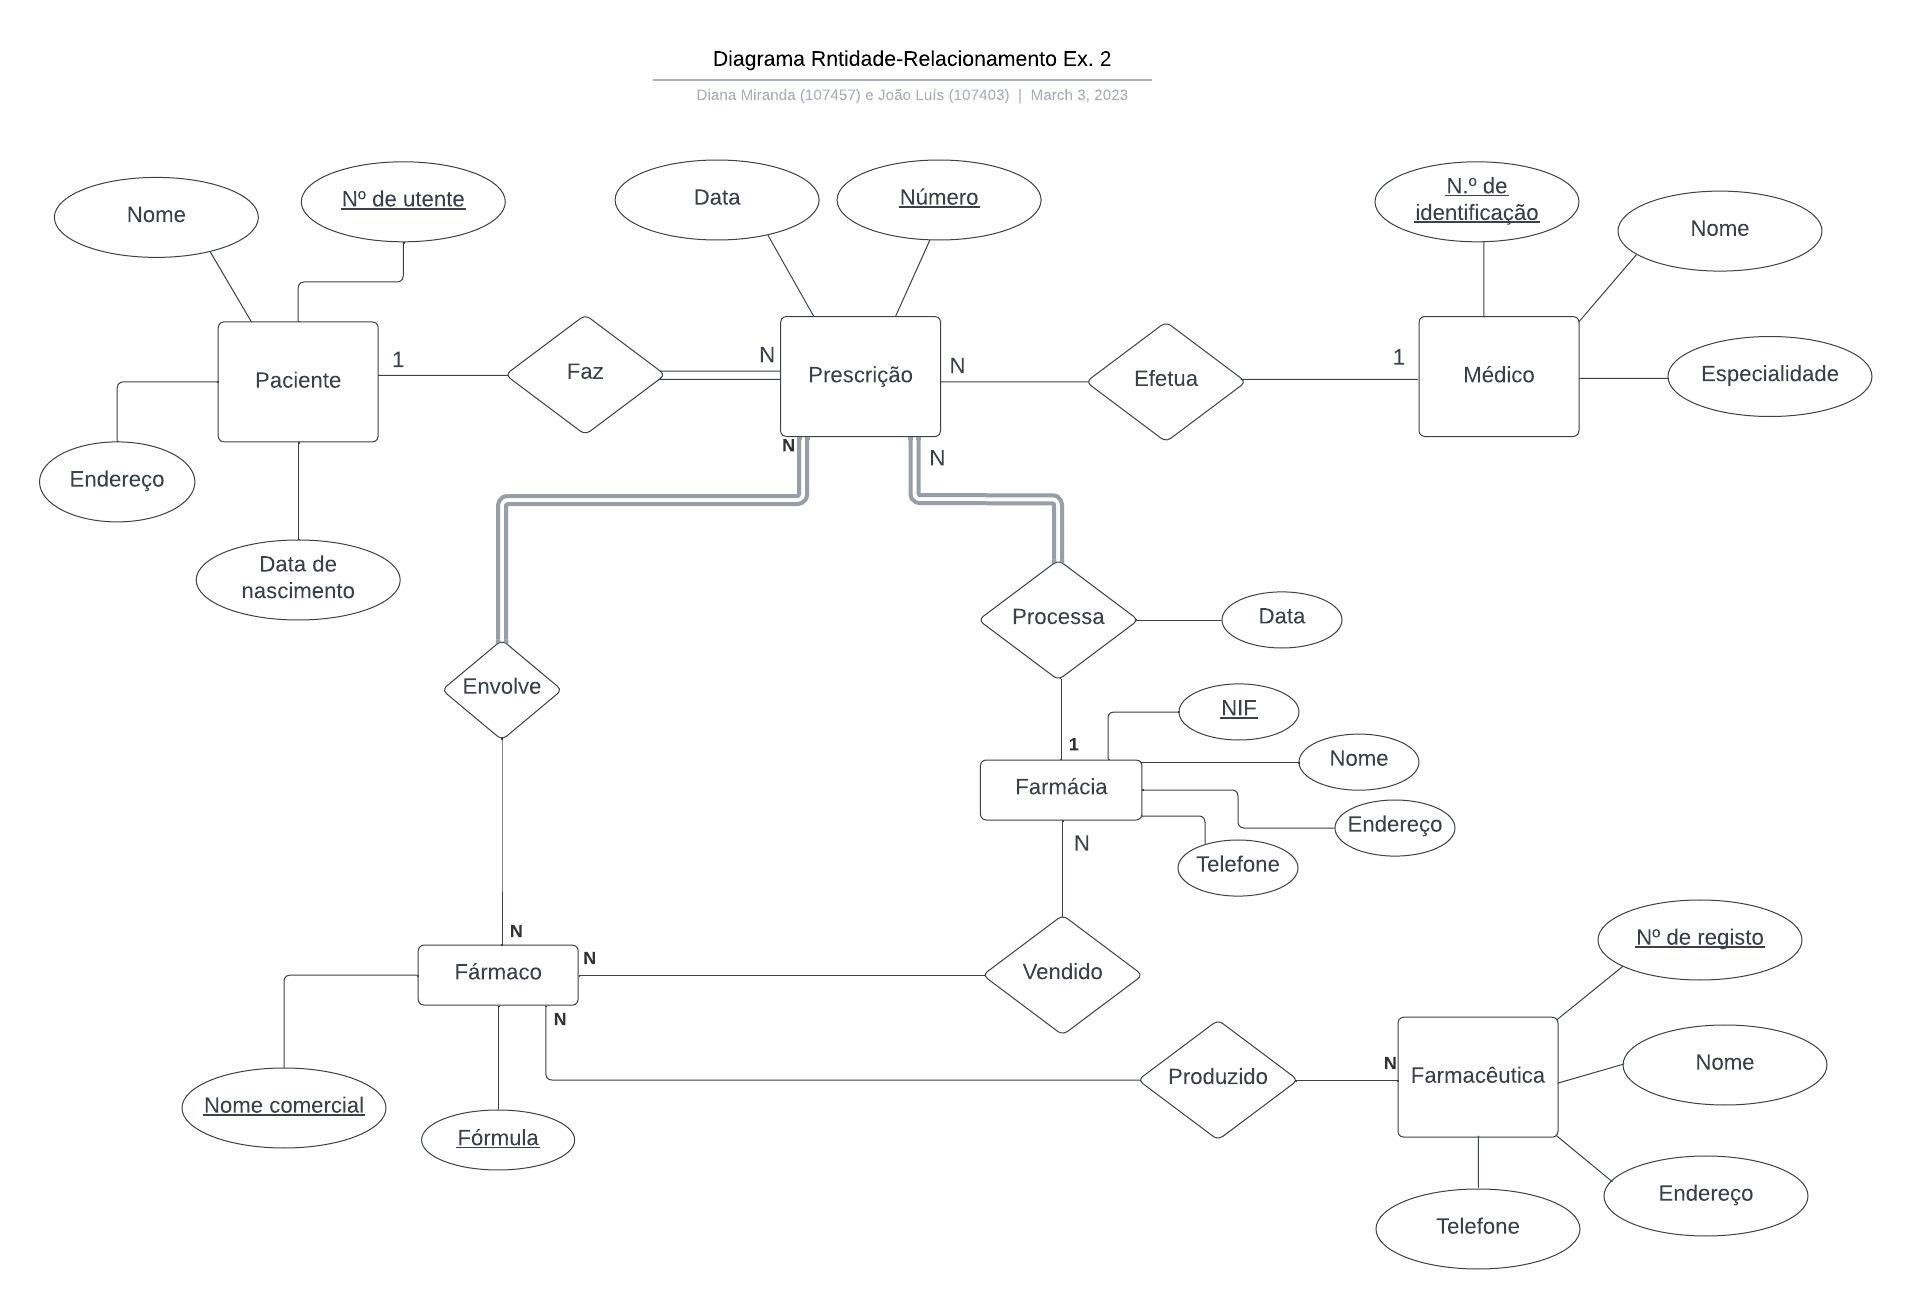 Diagrama Rntidade-Relacionamento Ex. 2
Diana Miranda (107457) e João Luís (107403) | March 3, 2023
Nome
Nº de utente
Data
Número
N.º de
identificação
Nome
Paciente
1
Faz
N
Prescrição
N
Efetua
1
Médico
Especialidade
Endereço
Data de
nascimento
N
N
Processa
Data
Envolve
NIF
1
Nome
Farmácia
Endereço
N
Telefone
N
Fármaco
N
Vendido
N
Nº de registo
Produzido
N
Farmacêutica
Nome
Nome comercial
Fórmula
Endereço
Telefone